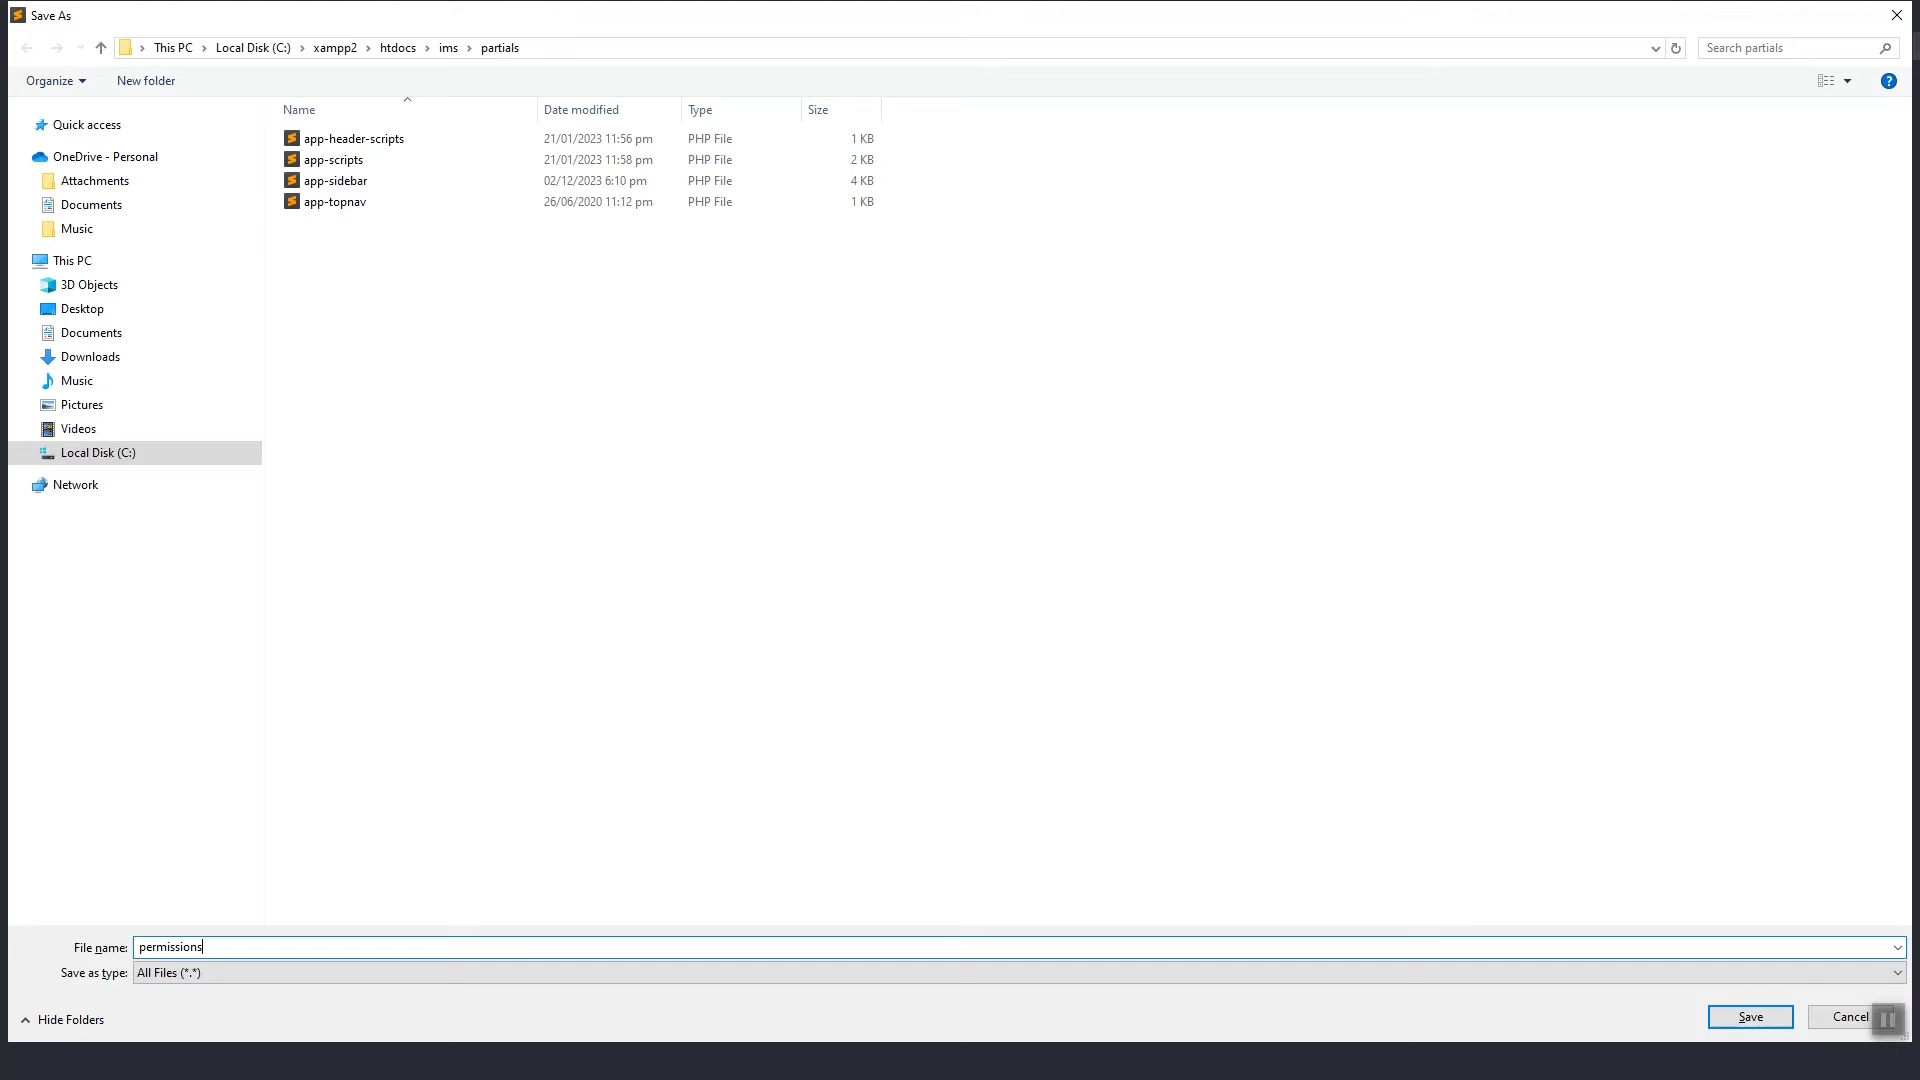 Save As
This PC > Local Disk (C:) > xampp2 > htdocs > ims > partials
Search partials
Organize
New folder
Name
Date modified
Type
Size
Quick access
OneDrive - Personal
Attachments
Documents
Music
This PC
3D Objects
Desktop
Documents
Downloads
Music
Pictures
Videos
Local Disk (C:)
Network
app-header-scripts 21/01/2023 11:56 pm PHP File 1 KB
app-scripts 21/01/2023 11:58 pm PHP File 2 KB
app-sidebar 02/12/2023 6:10 pm PHP File 4 KB
app-topnav 26/06/2020 11:12 pm PHP File 1 KB
File name: permissions
Save as type: All Files (*.*)
Hide Folders
Save
Cancel